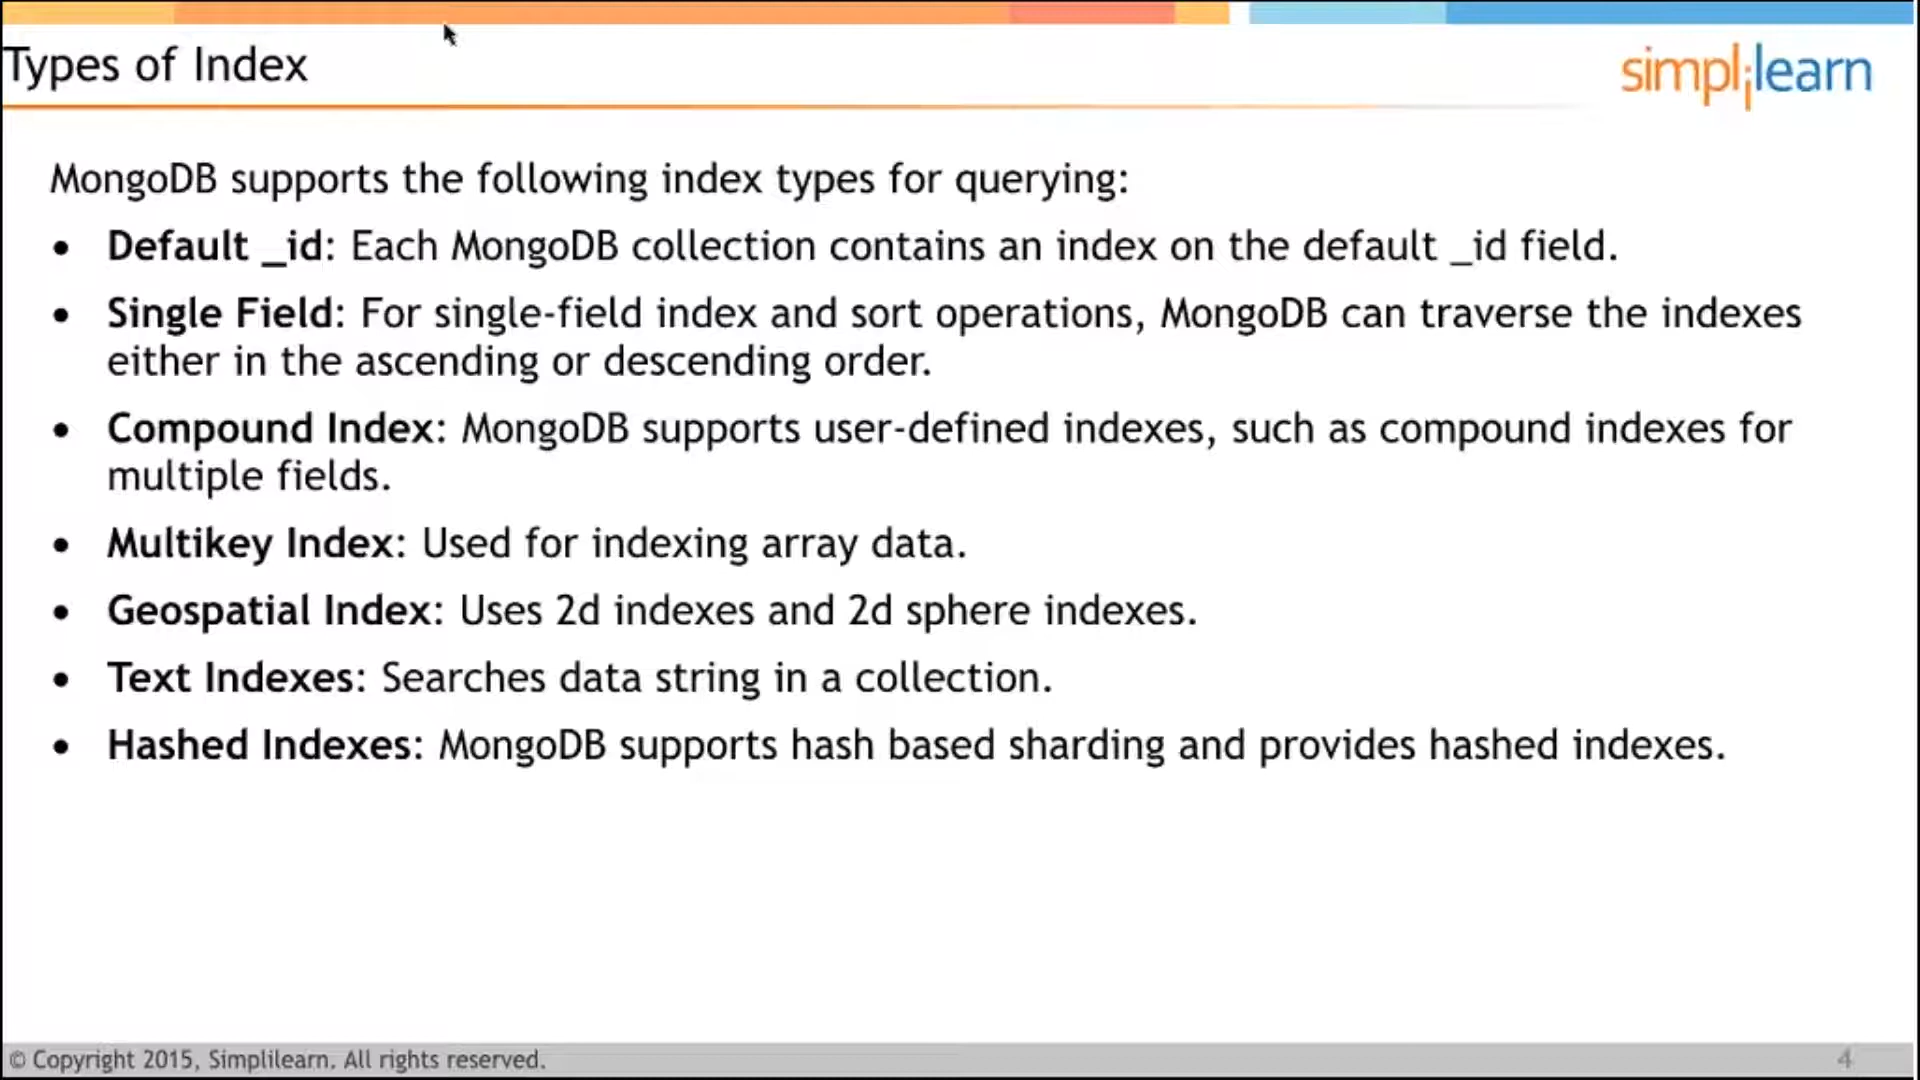 Types of Index
simplilearn
MongoDB supports the following index types for querying:
• Default _id: Each MongoDB collection contains an index on the default _id field.
• Single Field: For single-field index and sort operations, MongoDB can traverse the indexes
either in the ascending or descending order.
• Compound Index: MongoDB supports user-defined indexes, such as compound indexes for
multiple fields.
• Multikey Index: Used for indexing array data.
• Geospatial Index: Uses 2d indexes and 2d sphere indexes.
• Text Indexes: Searches data string in a collection.
• Hashed Indexes: MongoDB supports hash based sharding and provides hashed indexes.
© Copyright 2015, Simplilearn. All rights reserved.
4